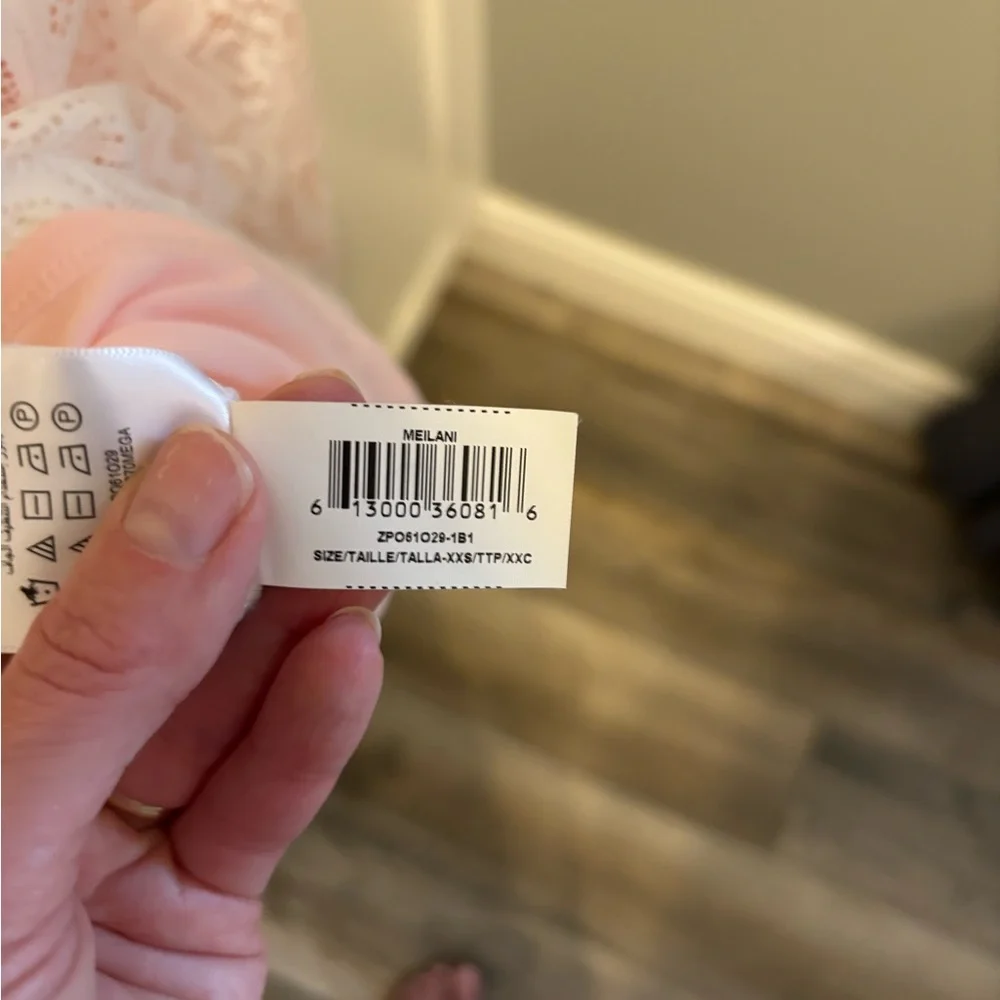 MEILANI
6 13000 36081 6
ZPO61O29-1B1
SIZE/TAILLE/TALLA-XXS/TTP/XXC
P P